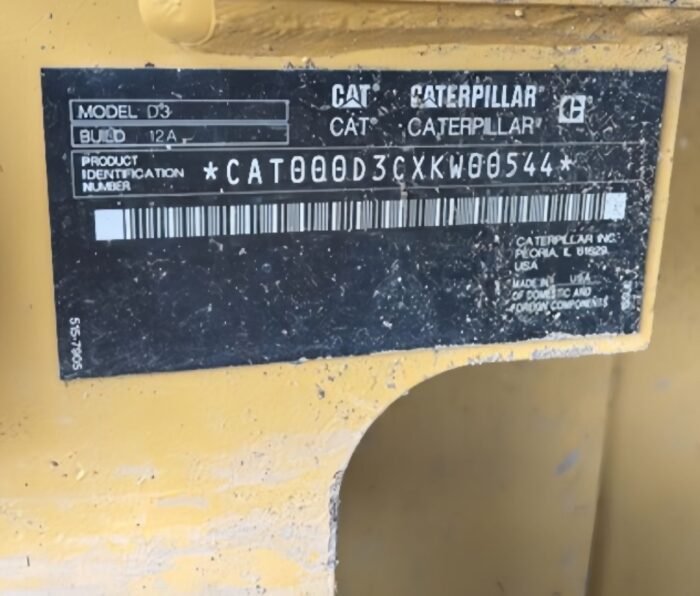 MODEL D3
BUILD 12A
CAT CATERPILLAR
CAT CATERPILLAR
PRODUCT
IDENTIFICATION
NUMBER
*CAT000D3CXKW00544*
CATERPILLAR INC.
PEORIA, IL 61629
USA
MADE IN USA
OF DOMESTIC AND
FOREIGN COMPONENTS
515-7905